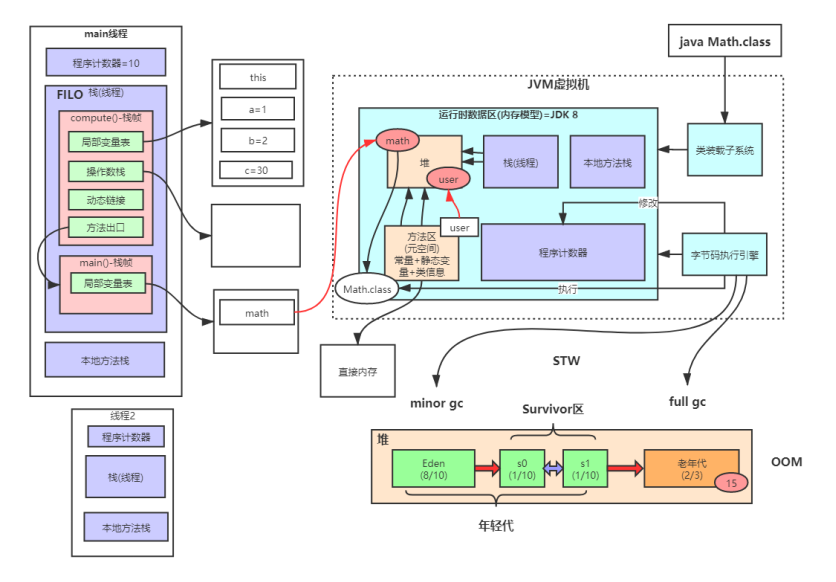 main线程
程序计数器=10
FILO
栈(线程)
compute()-栈帧
局部变量表
操作数栈
动态链接
方法出口
main()-栈帧
局部变量表
本地方法栈
线程2
程序计数器
栈(线程)
本地方法栈
this
a=1
b=2
c=30
math
java Math.class
JVM虚拟机
运行时数据区(内存模型)=JDK 8
math
堆
user
栈(线程)
本地方法栈
类装载子系统
user
方法区
(元空间)
常量+静态变
量+类信息
程序计数器
修改
字节码执行引擎
Math.class
执行
直接内存
STW
minor gc
full gc
Survivor区
堆
Eden
(8/10)
s0
(1/10)
s1
(1/10)
老年代
(2/3)
15
OOM
年轻代